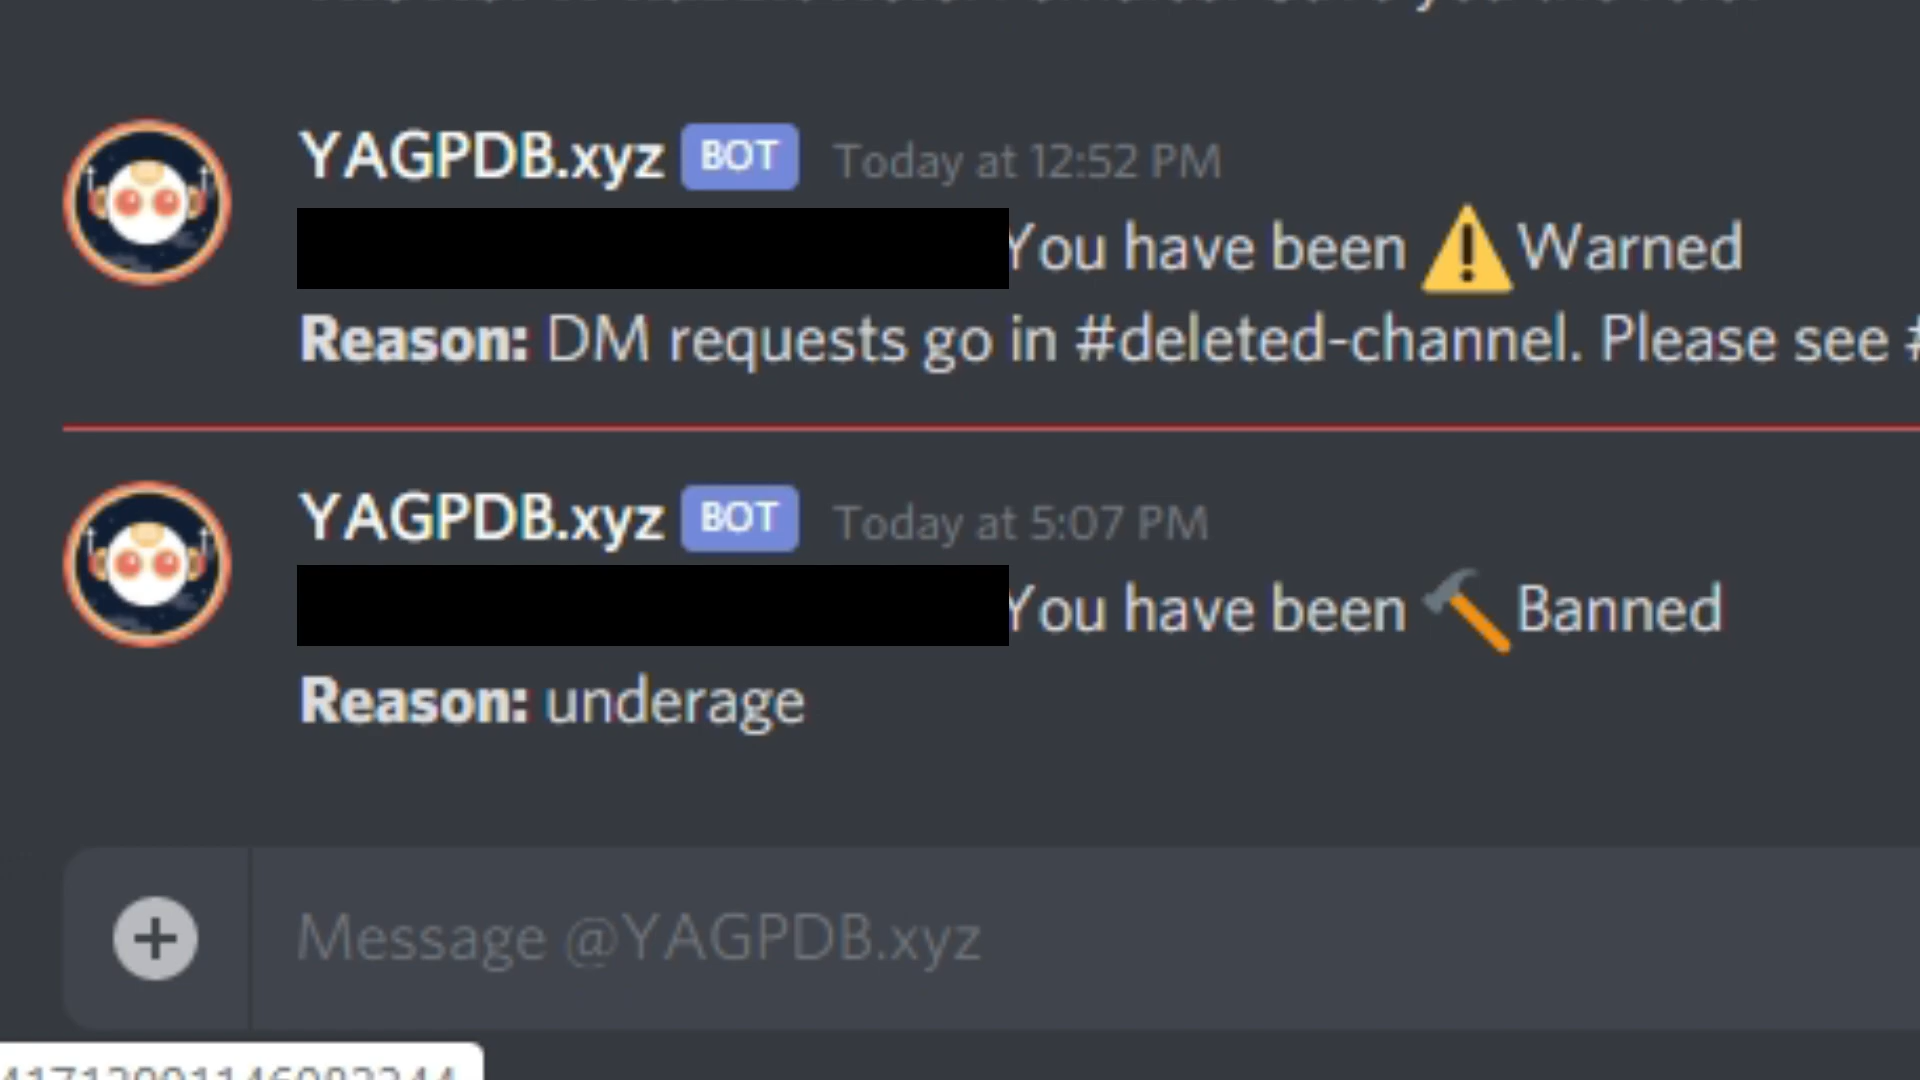 YAGPDB.xyz BOT Today at 12:52 PM
You have been ⚠️Warned
Reason: DM requests go in #deleted-channel. Please see #
YAGPDB.xyz BOT Today at 5:07 PM
You have been 🔨Banned
Reason: underage
Message @YAGPDB.xyz